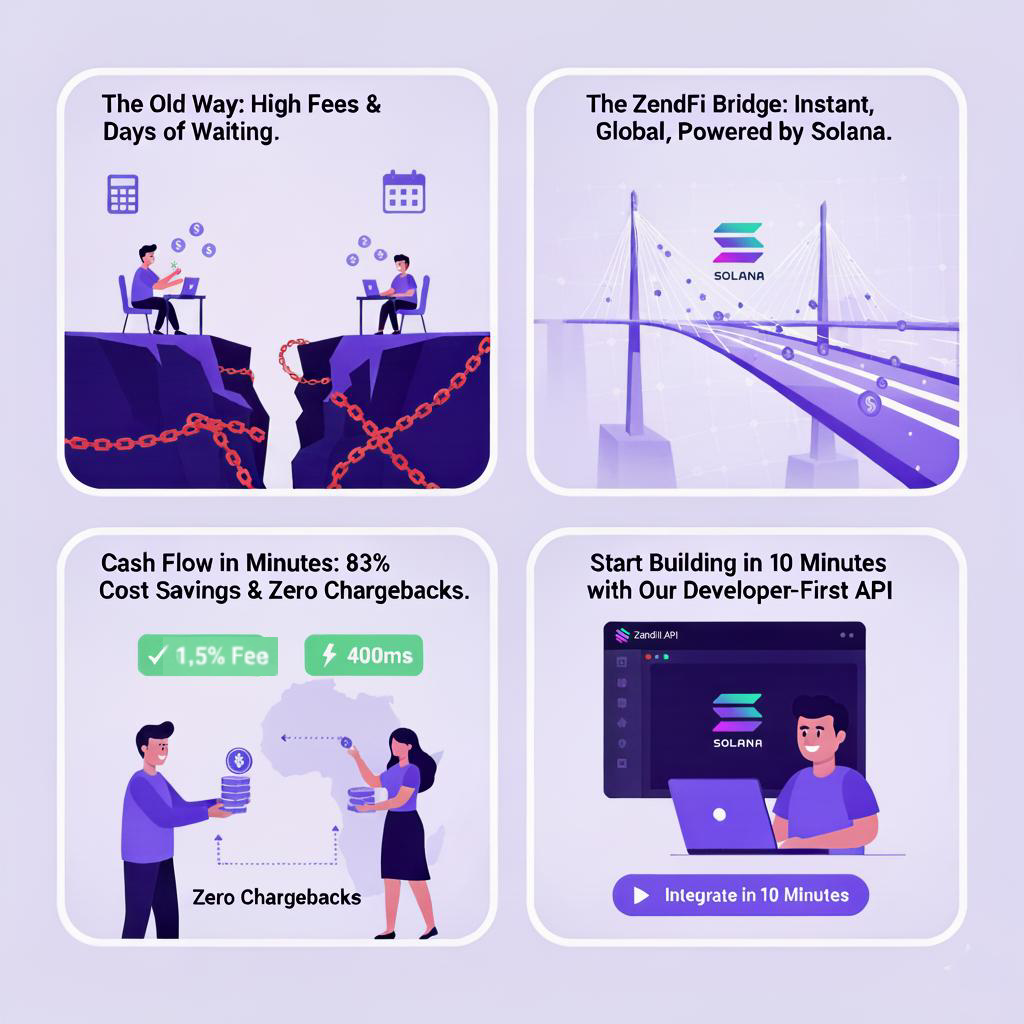 The Old Way: High Fees &
Days of Waiting.
The ZendFi Bridge: Instant,
Global, Powered by Solana.
SOLANA
Cash Flow in Minutes: 83%
Cost Savings & Zero Chargebacks.
1,5% Fee
400ms
Zero Chargebacks
Start Building in 10 Minutes
with Our Developer-First API
Zandill.API
SOLANA
Integrate in 10 Minutes